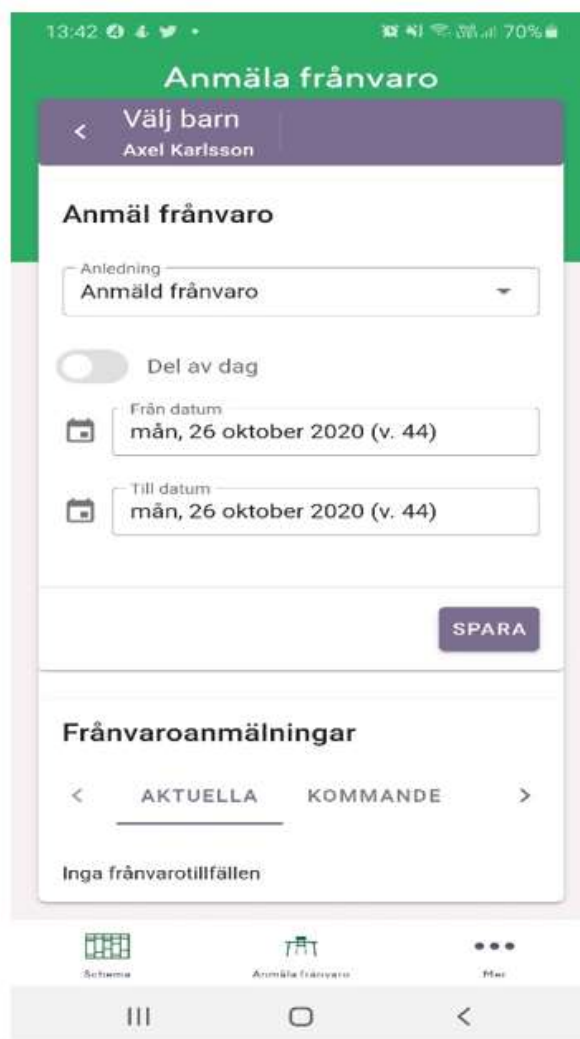 13:42
70%
Anmäla frånvaro
Välj barn
Axel Karlsson
Anmäl frånvaro
Anledning
Anmäld frånvaro
Del av dag
Från datum
mån, 26 oktober 2020 (v. 44)
Till datum
mån, 26 oktober 2020 (v. 44)
SPARA
Frånvaroanmälningar
AKTUELLA KOMMANDE
Inga frånvarotillfällen
Schema Anmäla frånvaro Mer